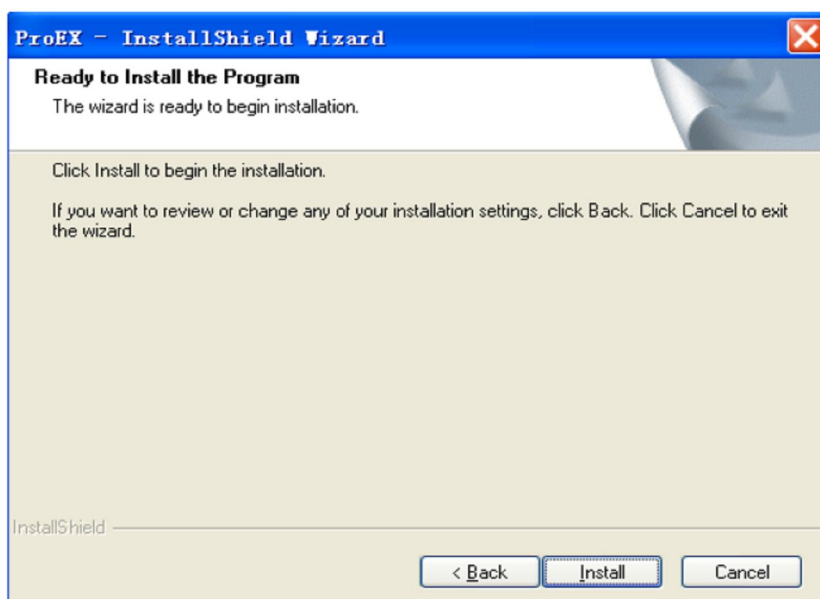 ProEX - InstallShield Wizard
Ready to Install the Program
The wizard is ready to begin installation.
Click Install to begin the installation.
If you want to review or change any of your installation settings, click Back. Click Cancel to exit
the wizard.
InstallShield
< Back Install Cancel